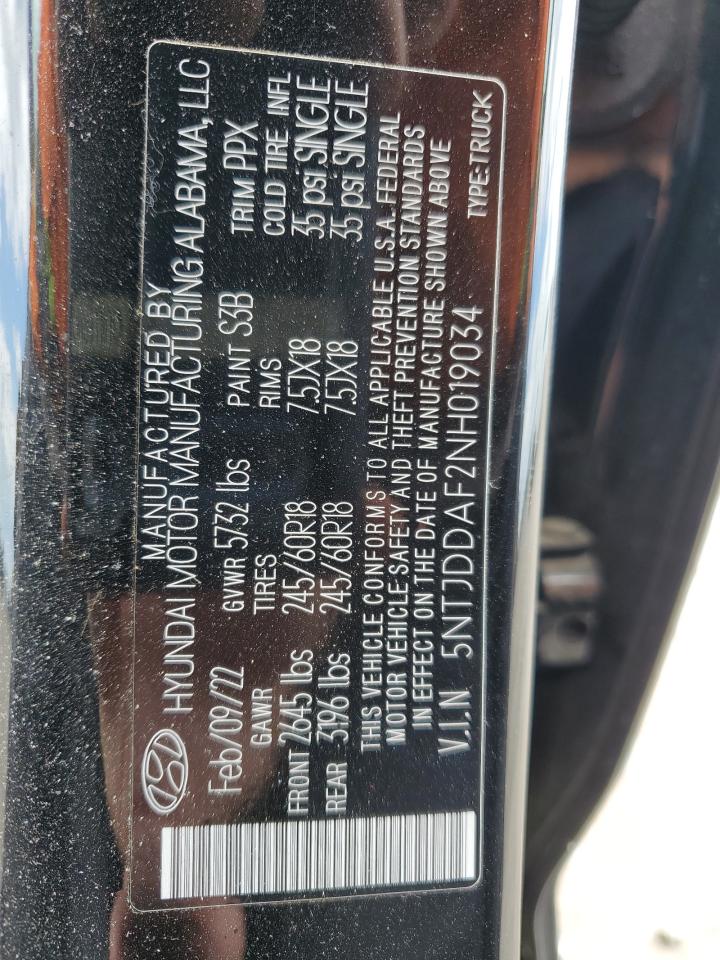 MANUFACTURED BY
HYUNDAI MOTOR MANUFACTURING ALABAMA, LLC
Feb/09/22 GVWR 5732 lbs PAINT S3B TRIM PPX
GAWR TIRES RIMS COLD TIRE INFL
FRONT 2645 lbs 245/60R18 7.5JX18 35 psi SINGLE
REAR 3196 lbs 245/60R18 7.5JX18 35 psi SINGLE
THIS VEHICLE CONFORMS TO ALL APPLICABLE U.S.A. FEDERAL
MOTOR VEHICLE SAFETY AND THEFT PREVENTION STANDARDS
IN EFFECT ON THE DATE OF MANUFACTURE SHOWN ABOVE
V.I.N 5NTJDDAF2NH019034 TYPE:TRUCK